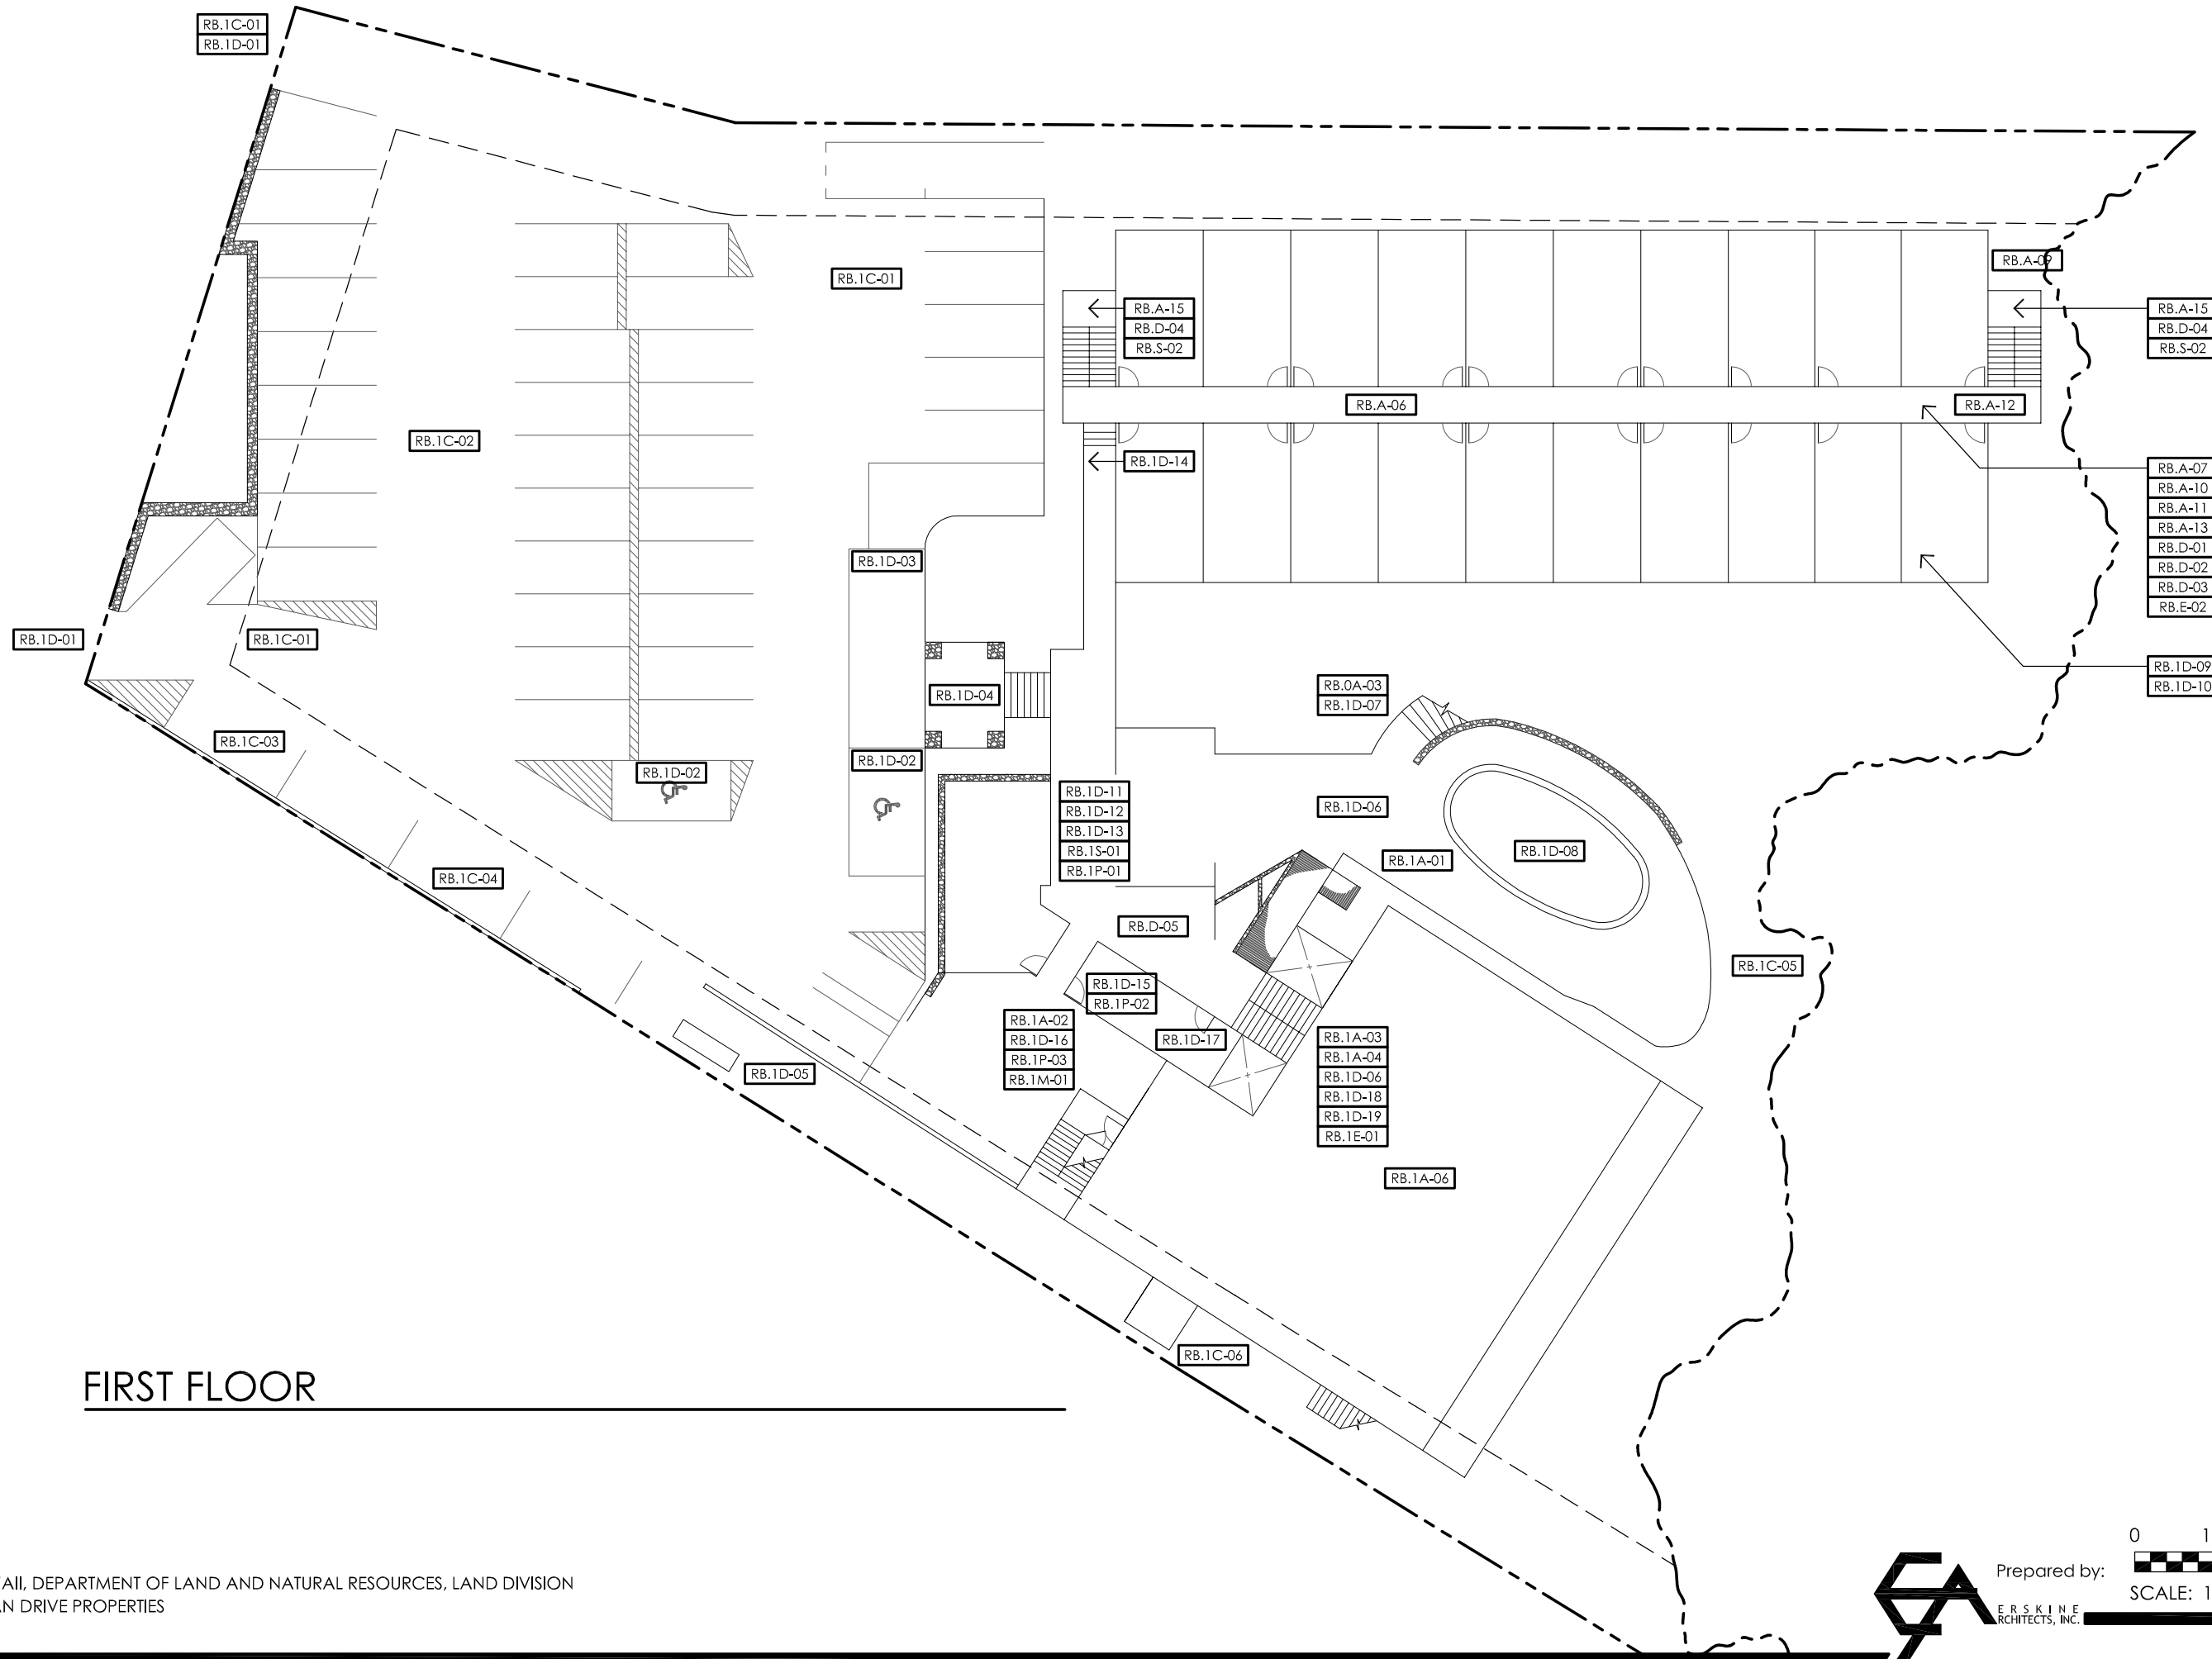 RB.1C-01
RB.1D-01
RB.1C-01
RB.A-09
RB.A-15
RB.D-04
RB.S-02
RB.A-15
RB.D-04
RB.S-02
RB.A-06
RB.A-12
RB.1C-02
RB.1D-14
RB.A-07
RB.A-10
RB.A-11
RB.A-13
RB.D-01
RB.D-02
RB.D-03
RB.E-02
RB.1D-03
RB.1D-01
RB.1C-01
RB.1D-09
RB.1D-10
RB.1D-04
RB.0A-03
RB.1D-07
RB.1C-03
RB.1D-02
RB.1D-02
RB.1D-11
RB.1D-12
RB.1D-13
RB.1S-01
RB.1P-01
RB.1D-06
RB.1D-08
RB.1A-01
RB.1C-04
RB.D-05
RB.1C-05
RB.1D-15
RB.1P-02
RB.1A-02
RB.1D-16
RB.1P-03
RB.1M-01
RB.1D-17
RB.1A-03
RB.1A-04
RB.1D-06
RB.1D-18
RB.1D-19
RB.1E-01
RB.1D-05
RB.1A-06
RB.1C-06
FIRST FLOOR
DEPARTMENT OF LAND AND NATURAL RESOURCES, LAND DIVISION
DRIVE PROPERTIES
Prepared by:
ERSKINE
RCHITECTS, INC.
0 1
SCALE: 1